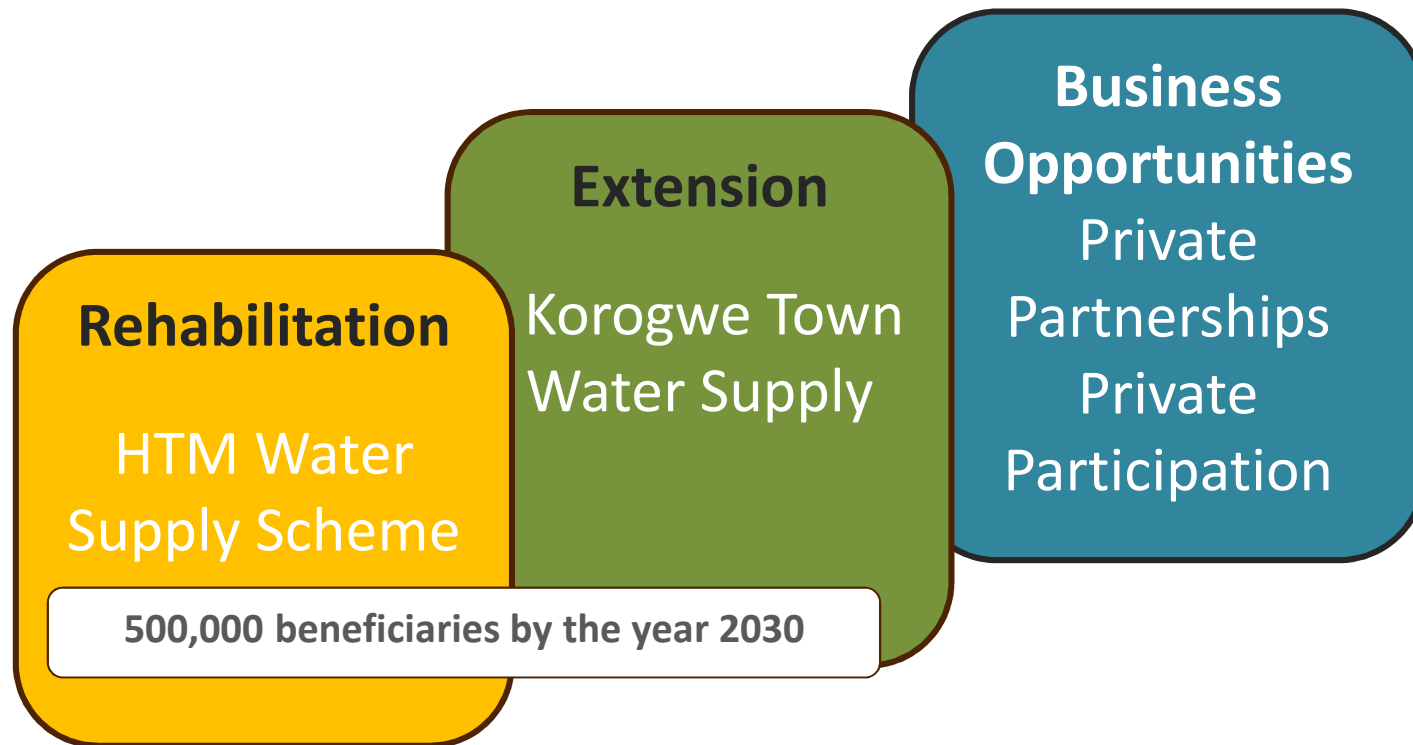 Rehabilitation
HTM Water
Supply Scheme
Extension
Korogwe Town
Water Supply
Business
Opportunities
Private
Partnerships
Private
Participation
500,000 beneficiaries by the year 2030